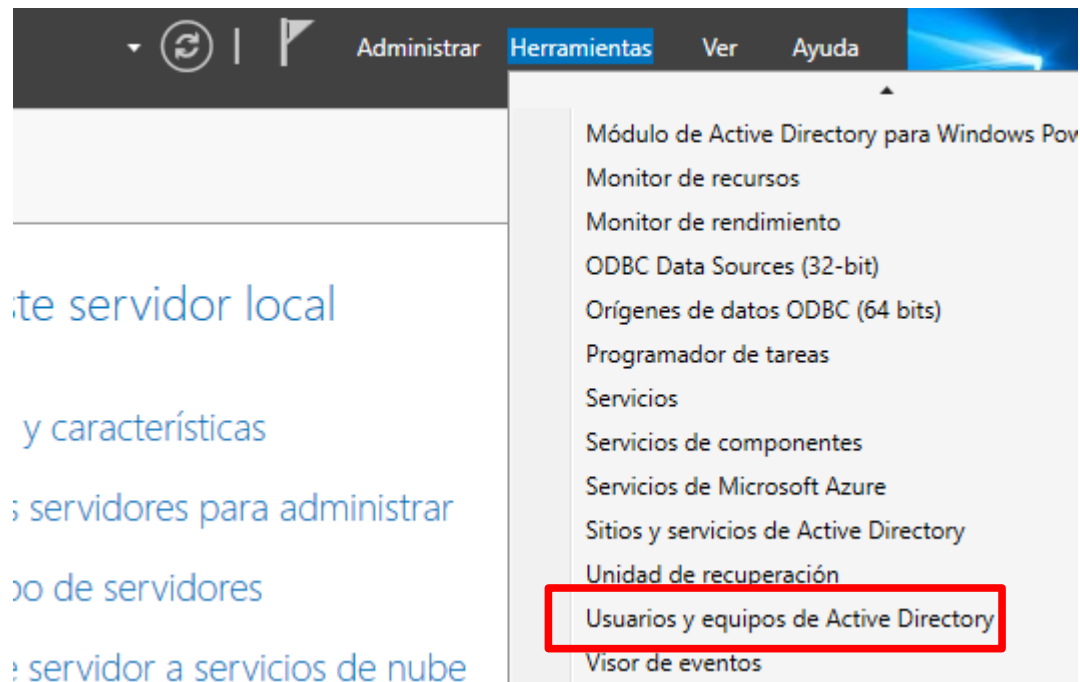 Administrar Herramientas Ver Ayuda
Módulo de Active Directory para Windows
Monitor de recursos
Monitor de rendimiento
ODBC Data Sources (32-bit)
Orígenes de datos ODBC (64 bits)
Programador de tareas
Servicios
Servicios de componentes
Servicios de Microsoft Azure
Sitios y servicios de Active Directory
Unidad de recuperación
Usuarios y equipos de Active Directory
Visor de eventos
servidor local
y características
servidores para administrar
de servidores
servidor a servicios de nube